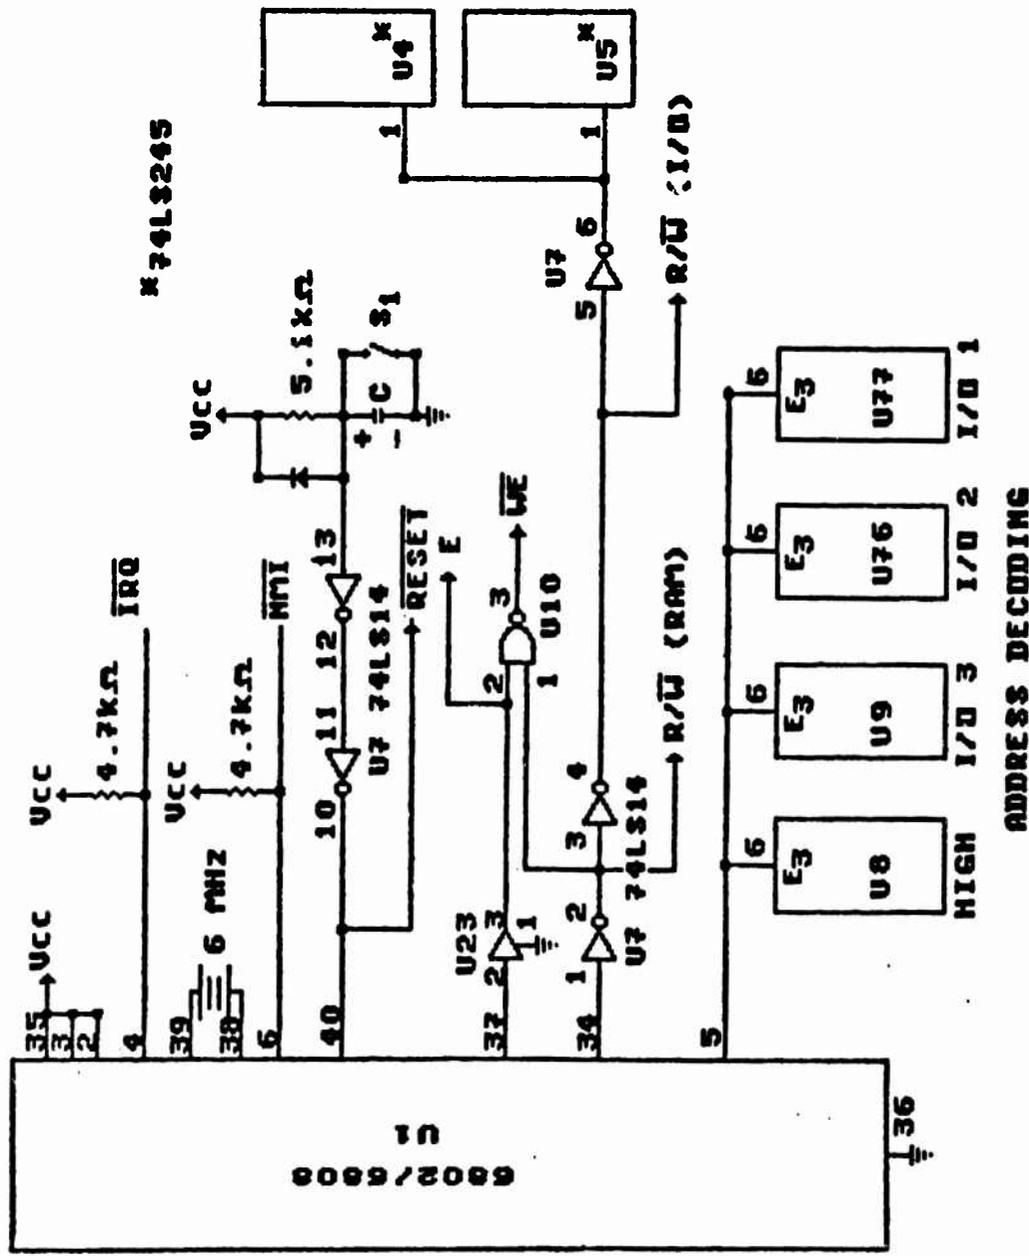 *74LS245
U4 *
1
U5 *
1
Vcc
5.1kΩ
+
-
C
S1
Vcc
4.7kΩ
IRQ
Vcc
4.7kΩ
NMI
Vcc
35
3
2
4
39
38
6 MHZ
6
40
10
11
12
13
U7 74LS14
RESET
E
WE
U10
1
2
3
U23
37
2
3
1
34
1
2
U7 74LS14
3
4
5
6
U7
R/W (RAM)
R/W (I/O)
5
6
E3
U8
HIGH
6
E3
U9
I/O 3
6
E3
U76
I/O 2
6
E3
U77
I/O 1
ADDRESS DECODING
U1
6802/6808
36